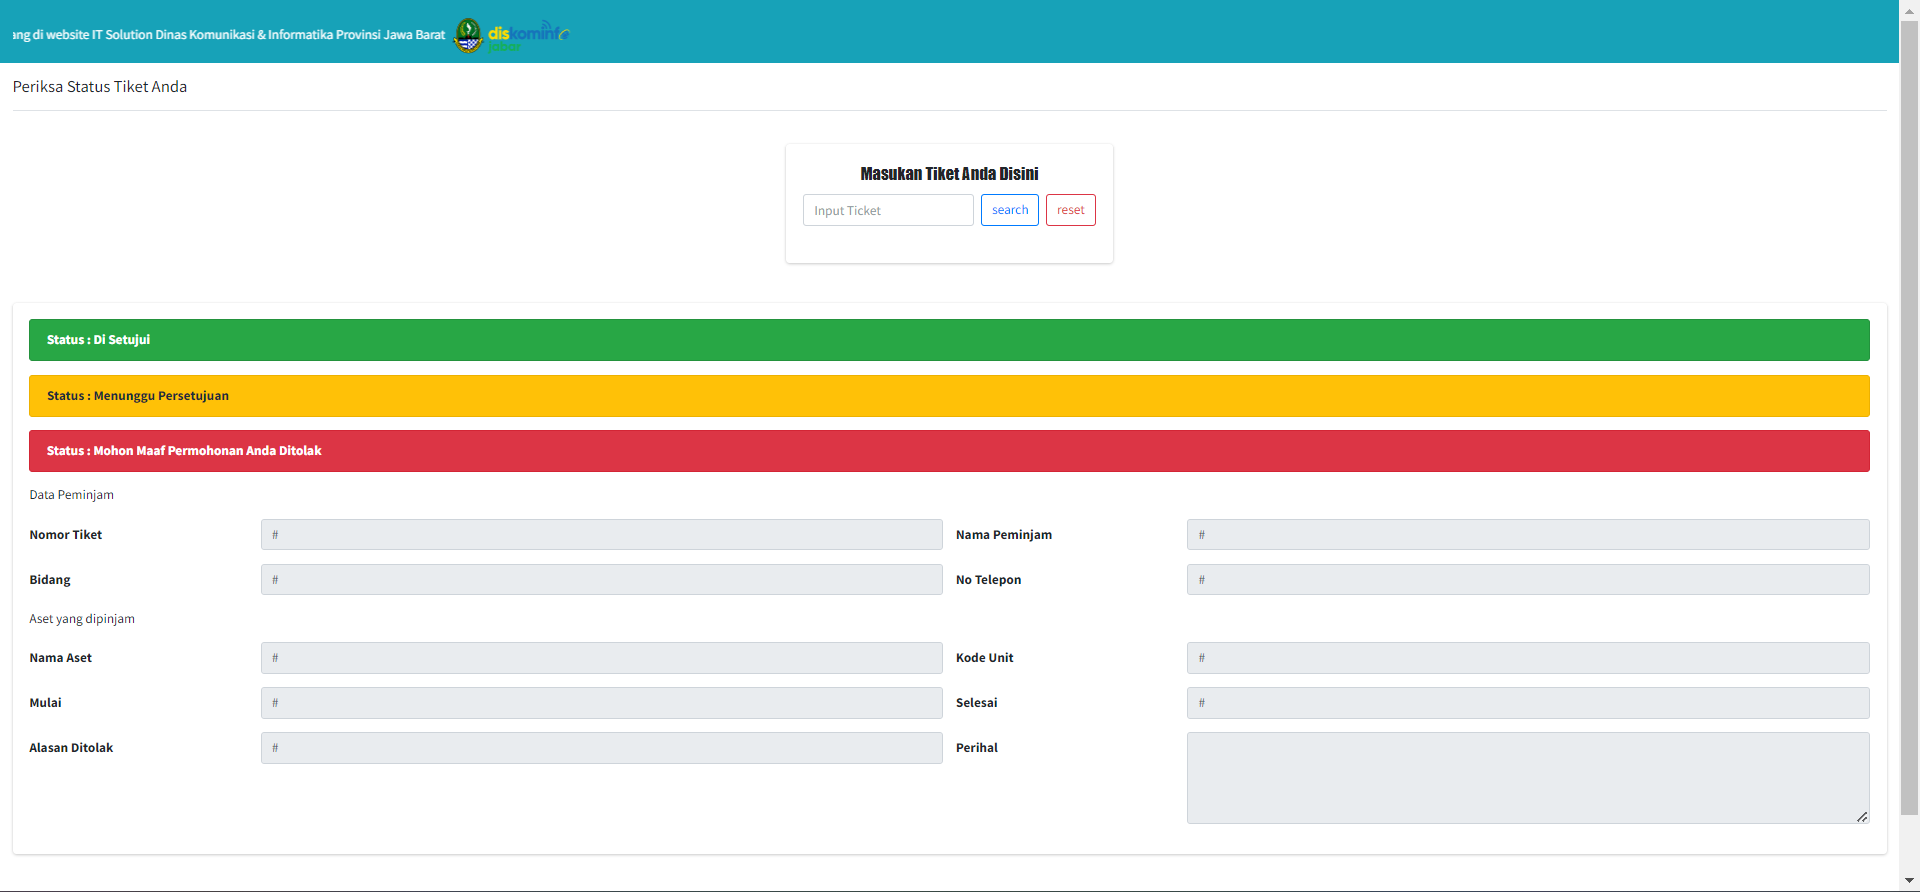 ang di website IT Solution Dinas Komunikasi & Informatika Provinsi Jawa Barat
diskominfo
Periksa Status Tiket Anda
Masukan Tiket Anda Disini
Input Ticket
search
reset
Status : Di Setujui
Status : Menunggu Persetujuan
Status : Mohon Maaf Permohonan Anda Ditolak
Data Peminjam
Nomor Tiket
#
Nama Peminjam
#
Bidang
#
No Telepon
#
Aset yang dipinjam
Nama Aset
#
Kode Unit
#
Mulai
#
Selesai
#
Alasan Ditolak
#
Perihal